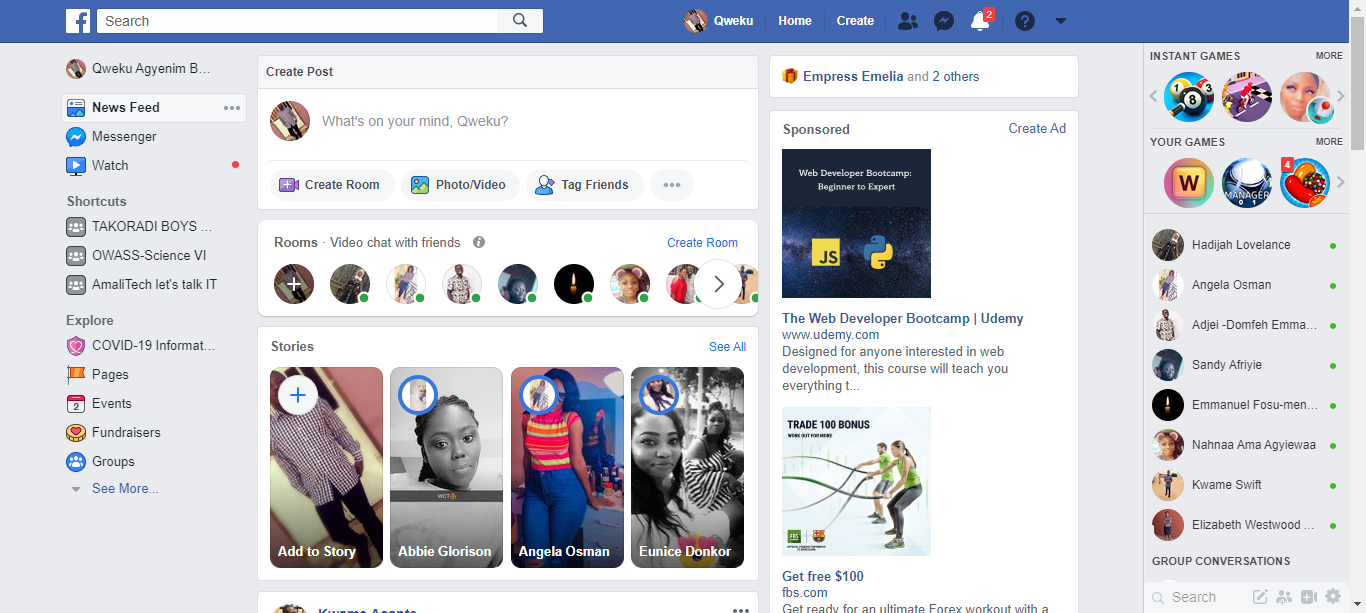 f
Search
Qweku
Home
Create
2
?
Qweku Agyenim B...
News Feed
Messenger
Watch
Shortcuts
TAKORADI BOYS ...
OWASS-Science VI
AmaliTech let's talk IT
Explore
COVID-19 Informat...
Pages
2
Events
Fundraisers
Groups
See More...
Create Post
What's on your mind, Qweku?
Create Room
Photo/Video
Tag Friends
Rooms · Video chat with friends i
Create Room
Stories
See All
Add to Story
WCT
Abbie Glorison
Angela Osman
Eunice Donkor
Empress Emelia and 2 others
Sponsored
Create Ad
Web Developer Bootcamp:
Beginner to Expert
JS
The Web Developer Bootcamp | Udemy
www.udemy.com
Designed for anyone interested in web
development, this course will teach you
everything t...
TRADE 100 BONUS
WORK OUT FOR MORE
FBS
Get free $100
fbs.com
Get ready for an ultimate Forex workout with a
INSTANT GAMES
MORE
8
1
3
YOUR GAMES
MORE
W
MANAGER
01
4
Hadijah Lovelance
Angela Osman
Adjei -Domfeh Emma...
Sandy Afriyie
Emmanuel Fosu-men...
Nahnaa Ama Agyiewaa
Kwame Swift
Elizabeth Westwood ...
GROUP CONVERSATIONS
Search